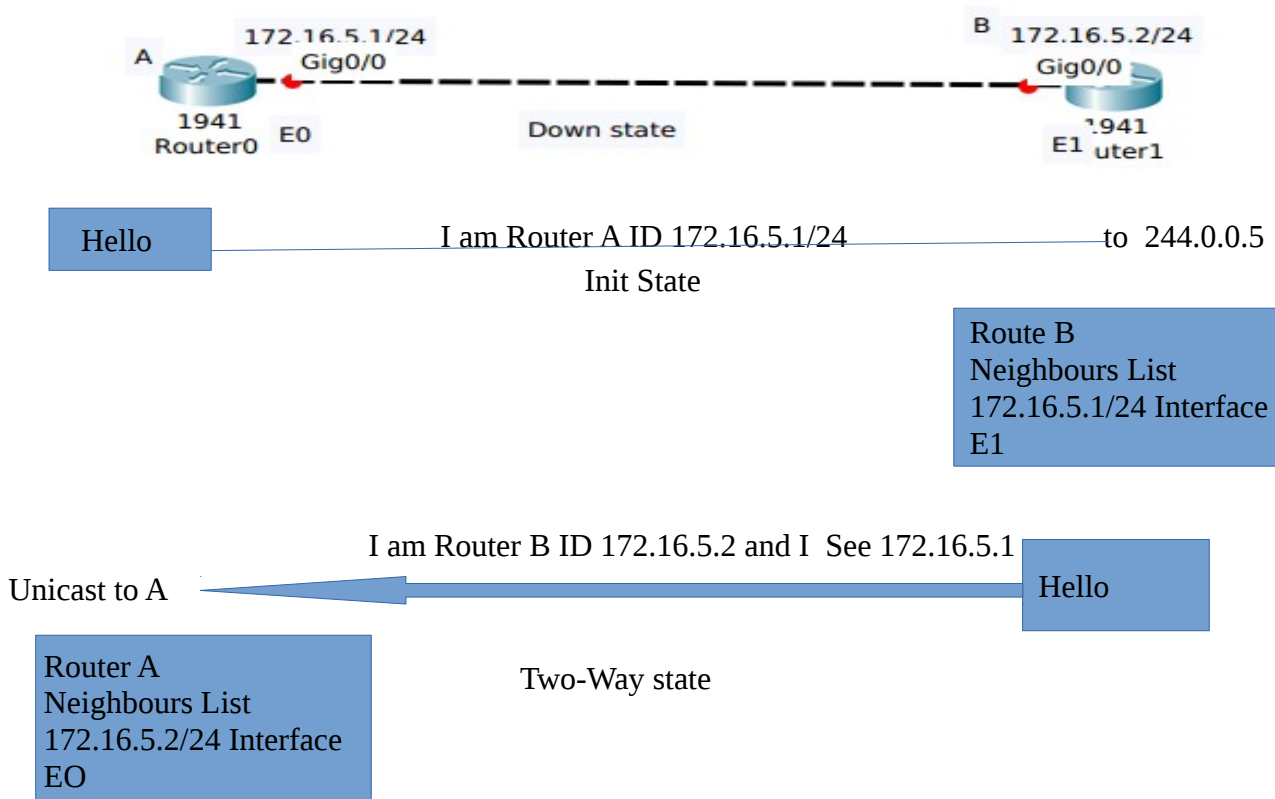 A
172.16.5.1/24
Gig0/0
B
172.16.5.2/24
Gig0/0
1941
Router0
E0
Down state
1941
E1 uter1
Hello
I am Router A ID 172.16.5.1/24
to 244.0.0.5
Init State
Route B
Neighbours List
172.16.5.1/24 Interface
E1
I am Router B ID 172.16.5.2 and I See 172.16.5.1
Unicast to A
Hello
Router A
Neighbours List
172.16.5.2/24 Interface
EO
Two-Way state